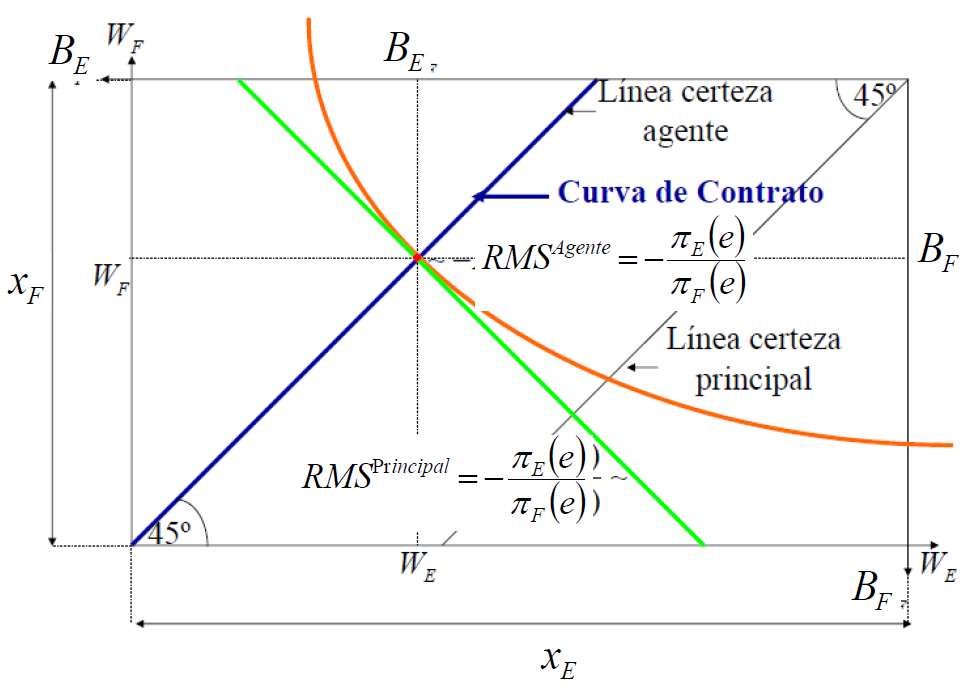 W_F
B_E
B_E
45º
Línea certeza
agente
Curva de Contrato
RMS^{Agente} = -\frac{\pi_E(e)}{\pi_F(e)}
B_F
W_F
x_F
Línea certeza
principal
RMS^{Principal} = -\frac{\pi_E(e)}{\pi_F(e)}
45º
W_E
W_E
B_F
x_E